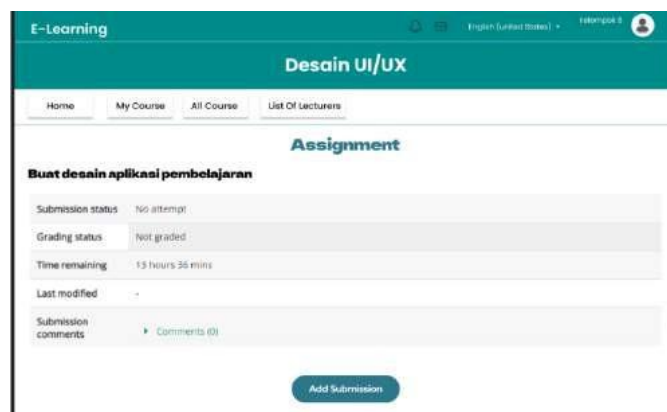 E-Learning
English (united States)
Kelompok 5
Desain UI/UX
Home
My Course
All Course
List Of Lecturers
Assignment
Buat desain aplikasi pembelajaran
Submission status
No attempt
Grading status
Not graded
Time remaining
13 hours 36 mins
Last modified
-
Submission
comments
Comments (0)
Add Submission